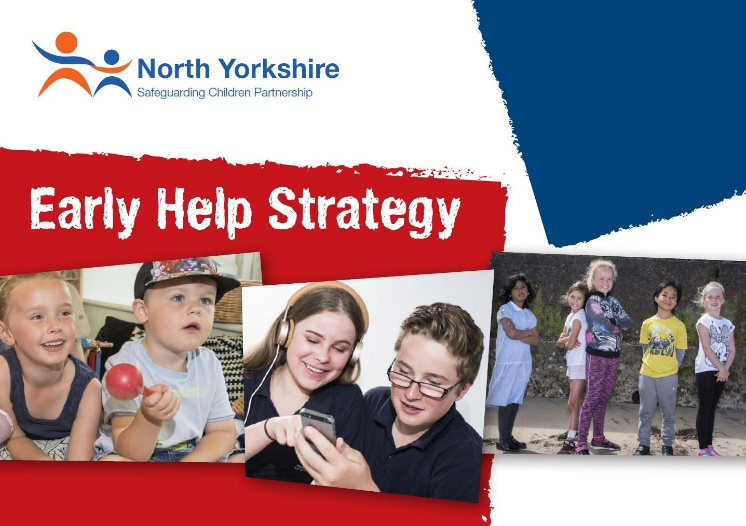 North Yorkshire
Safeguarding Children Partnership
Early Help Strategy